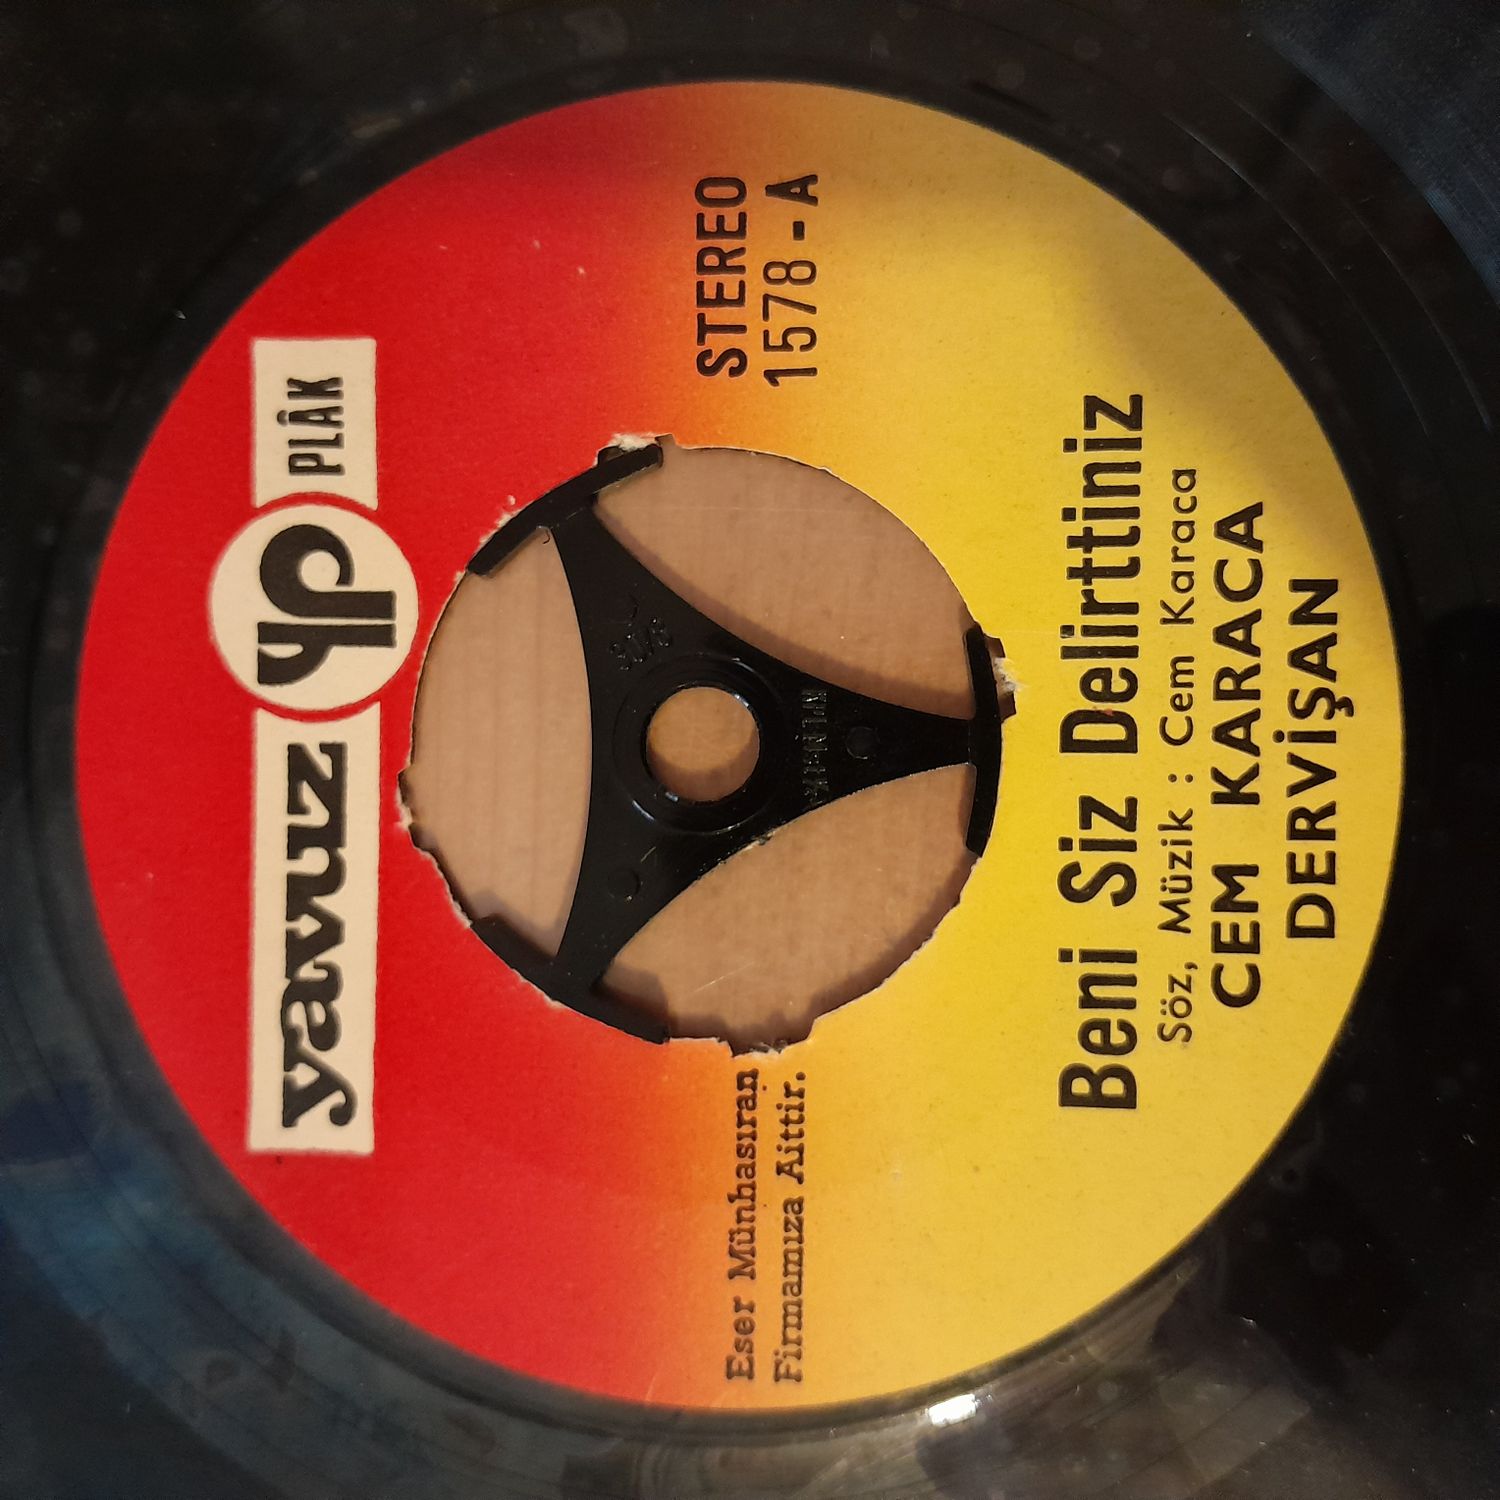 yavuz yp PLÂK
Eser Münhasıran
Firmamıza Aittir.
STEREO
1578 - A
Beni Siz Delirttiniz
Söz, Müzik : Cem Karaca
CEM KARACA
DERVİŞAN